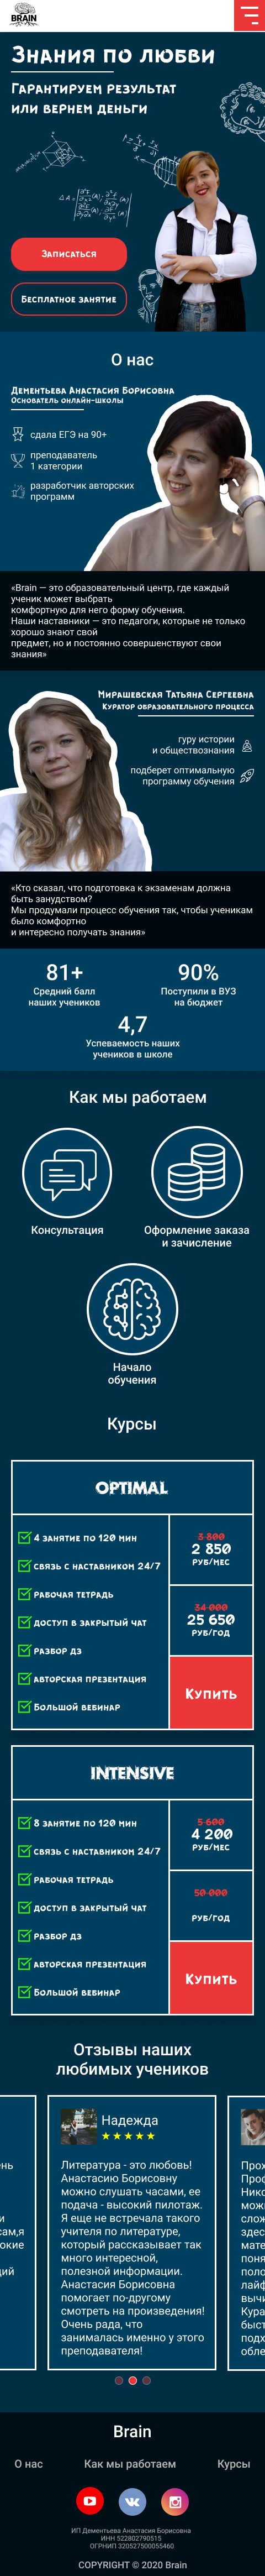 BRAIN
Знания по любви
Гарантируем результат
или вернем деньги
Записаться
Бесплатное занятие
О нас
Дементьева Анастасия Борисовна
Основатель онлайн-школы
сдала ЕГЭ на 90+
преподаватель
1 категории
разработчик авторских
программ
«Brain — это образовательный центр, где каждый
ученик может выбрать
комфортную для него форму обучения.
Наши наставники — это педагоги, которые не только
хорошо знают свой
предмет, но и постоянно совершенствуют свои
знания»
Мирашевская Татьяна Сергеевна
Куратор образовательного процесса
гуру истории
и обществознания
подберет оптимальную
программу обучения
«Кто сказал, что подготовка к экзаменам должна
быть занудством?
Мы продумали процесс обучения так, чтобы ученикам
было комфортно
и интересно получать знания»
81+
Средний балл
наших учеников
90%
Поступили в ВУЗ
на бюджет
4,7
Успеваемость наших
учеников в школе
Как мы работаем
Консультация
Оформление заказа
и зачисление
Начало
обучения
Курсы
OPTIMAL
4 занятие по 120 мин
связь с наставником 24/7
рабочая тетрадь
доступ в закрытый чат
разбор дз
авторская презентация
Большой вебинар
3 800
2 850
руб/мес
34 000
25 650
руб/год
Купить
INTENSIVE
8 занятие по 120 мин
связь с наставником 24/7
рабочая тетрадь
доступ в закрытый чат
разбор дз
авторская презентация
Большой вебинар
5 600
4 200
руб/мес
50 000
руб/год
Купить
Отзывы наших
любимых учеников
Надежда
Литература - это любовь!
Анастасию Борисовну
можно слушать часами, ее
подача - высокий пилотаж.
Я еще не встречала такого
учителя по литературе,
который рассказывает так
много интересной,
полезной информации.
Анастасия Борисовна
помогает по-другому
смотреть на произведения!
Очень рада, что
занималась именно у этого
преподавателя!
Brain
О нас
Как мы работаем
Курсы
ИП Дементьева Анастасия Борисовна
ИНН 522802790515
ОГРНИП 320527500055460
COPYRIGHT © 2020 Brain